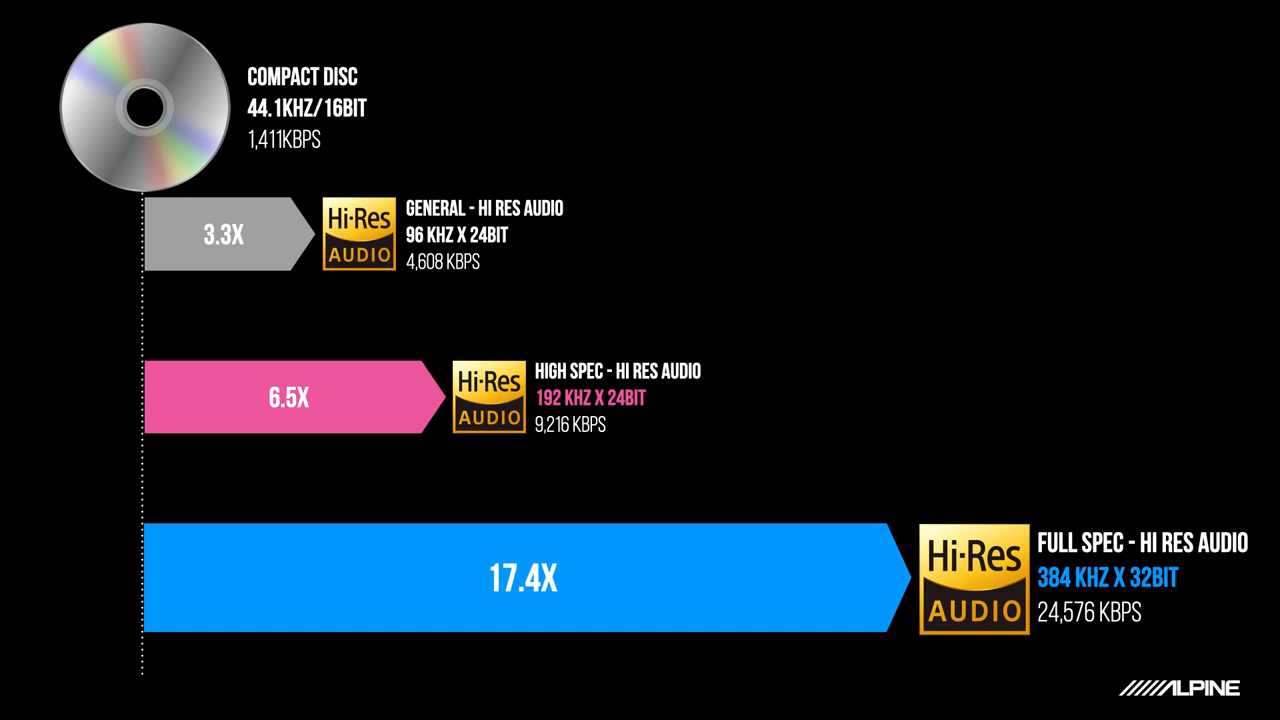 COMPACT DISC
44.1KHZ/16BIT
1,411KBPS
3.3X
Hi-Res
AUDIO
GENERAL - HI RES AUDIO
96 KHZ X 24BIT
4,608 KBPS
6.5X
Hi-Res
AUDIO
HIGH SPEC - HI RES AUDIO
192 KHZ X 24BIT
9,216 KBPS
17.4X
Hi-Res
AUDIO
FULL SPEC - HI RES AUDIO
384 KHZ X 32BIT
24,576 KBPS
ALPINE